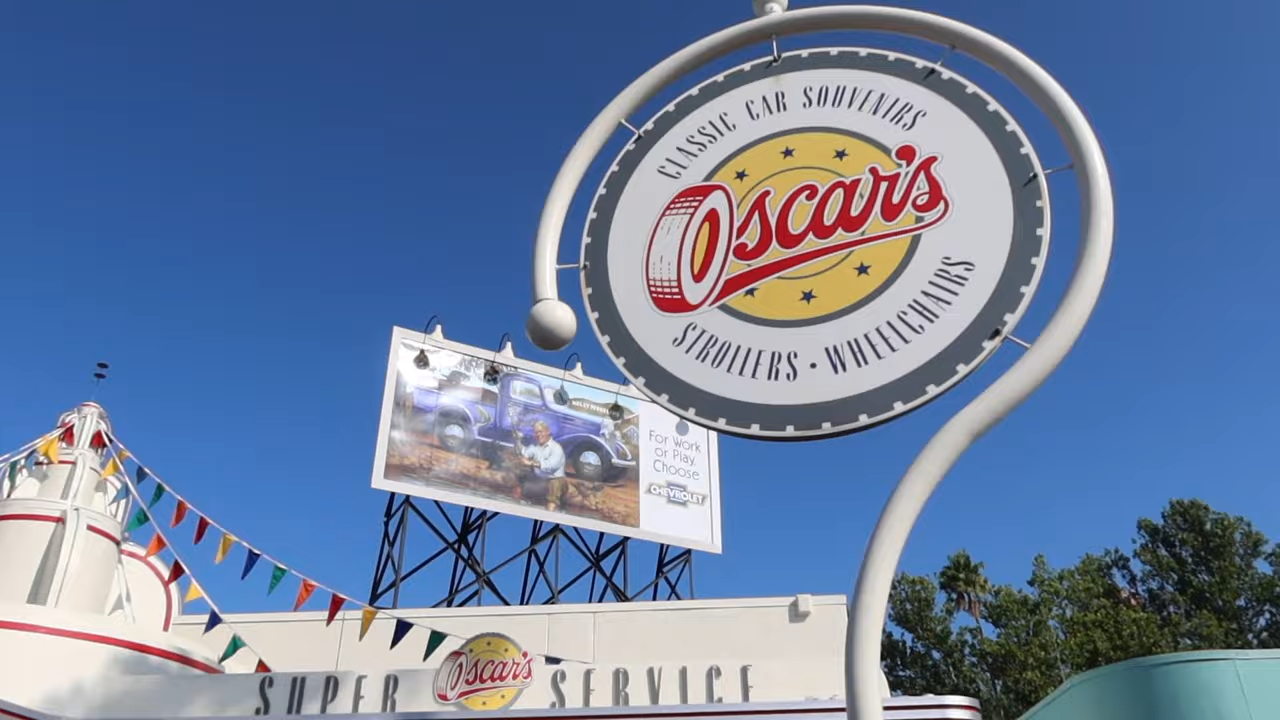 CLASSIC CAR SOUVENIRS
Oscar's
STROLLERS • WHEELCHAIRS
For Work
or Play,
Choose
CHEVROLET
SUPER Oscar's SERVICE